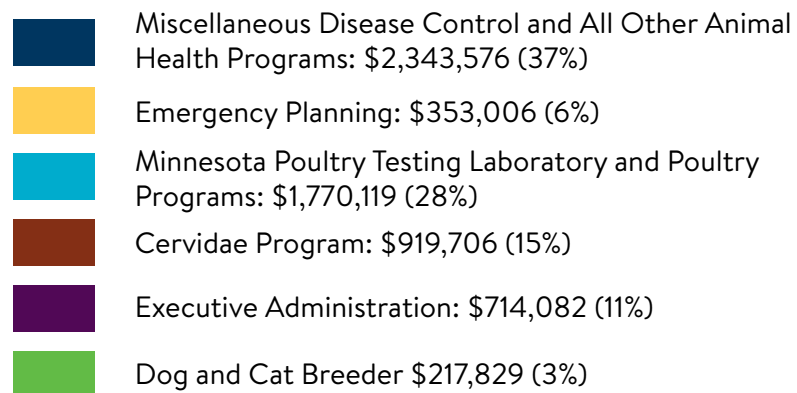 Miscellaneous Disease Control and All Other Animal
Health Programs: $2,343,576 (37%)
Emergency Planning: $353,006 (6%)
Minnesota Poultry Testing Laboratory and Poultry
Programs: $1,770,119 (28%)
Cervidae Program: $919,706 (15%)
Executive Administration: $714,082 (11%)
Dog and Cat Breeder $217,829 (3%)